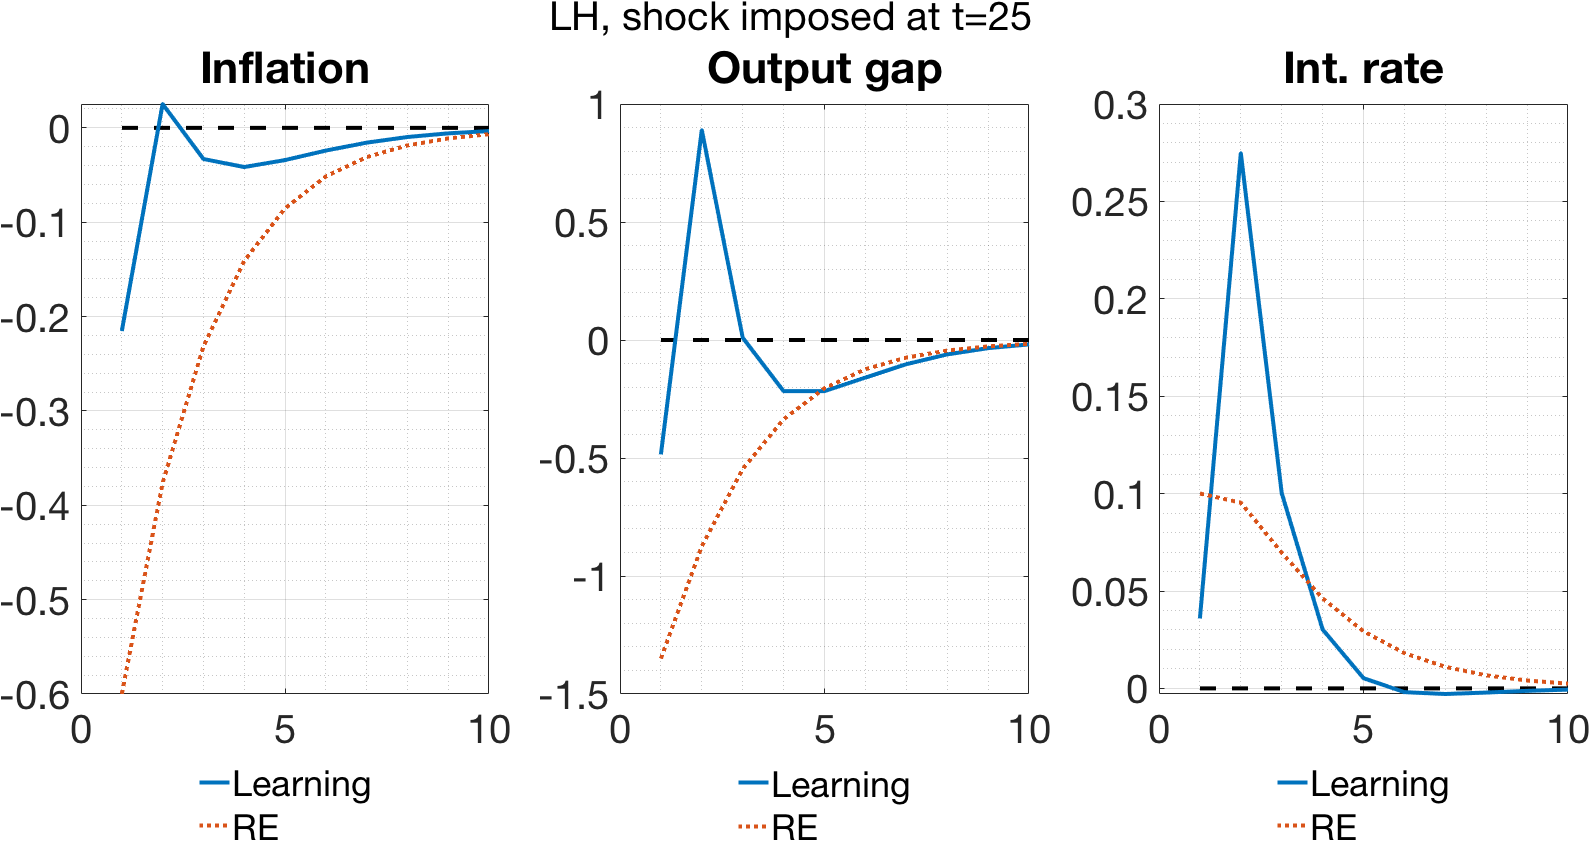 LH, shock imposed at t=25
Inflation
0
-0.1
-0.2
-0.3
-0.4
-0.5
-0.6
0 5 10
Learning
RE
Output gap
1
0.5
0
-0.5
-1
-1.5
0 5 10
Learning
RE
Int. rate
0.3
0.25
0.2
0.15
0.1
0.05
0
0 5 10
Learning
RE